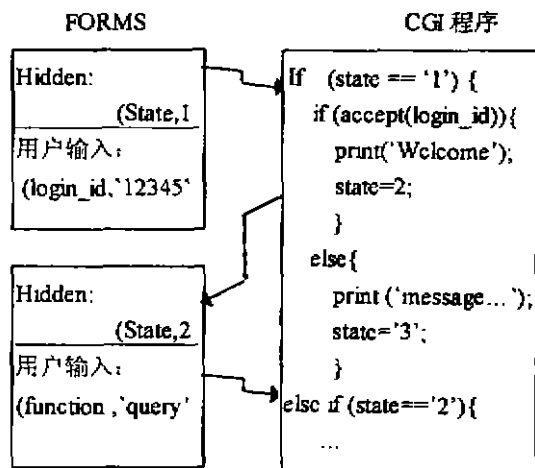 FORMS
Hidden:
(State,1
用户输入：
(login_id,`12345`
Hidden:
(State,2
用户输入：
(function ,`query'
CGI 程序
If (state == ‘1’) {
if (accept(login_id)){
print('Welcome');
state=2;
}
else{
print (‘message...’);
state=‘3’;
}
else if (state==‘2’){
...